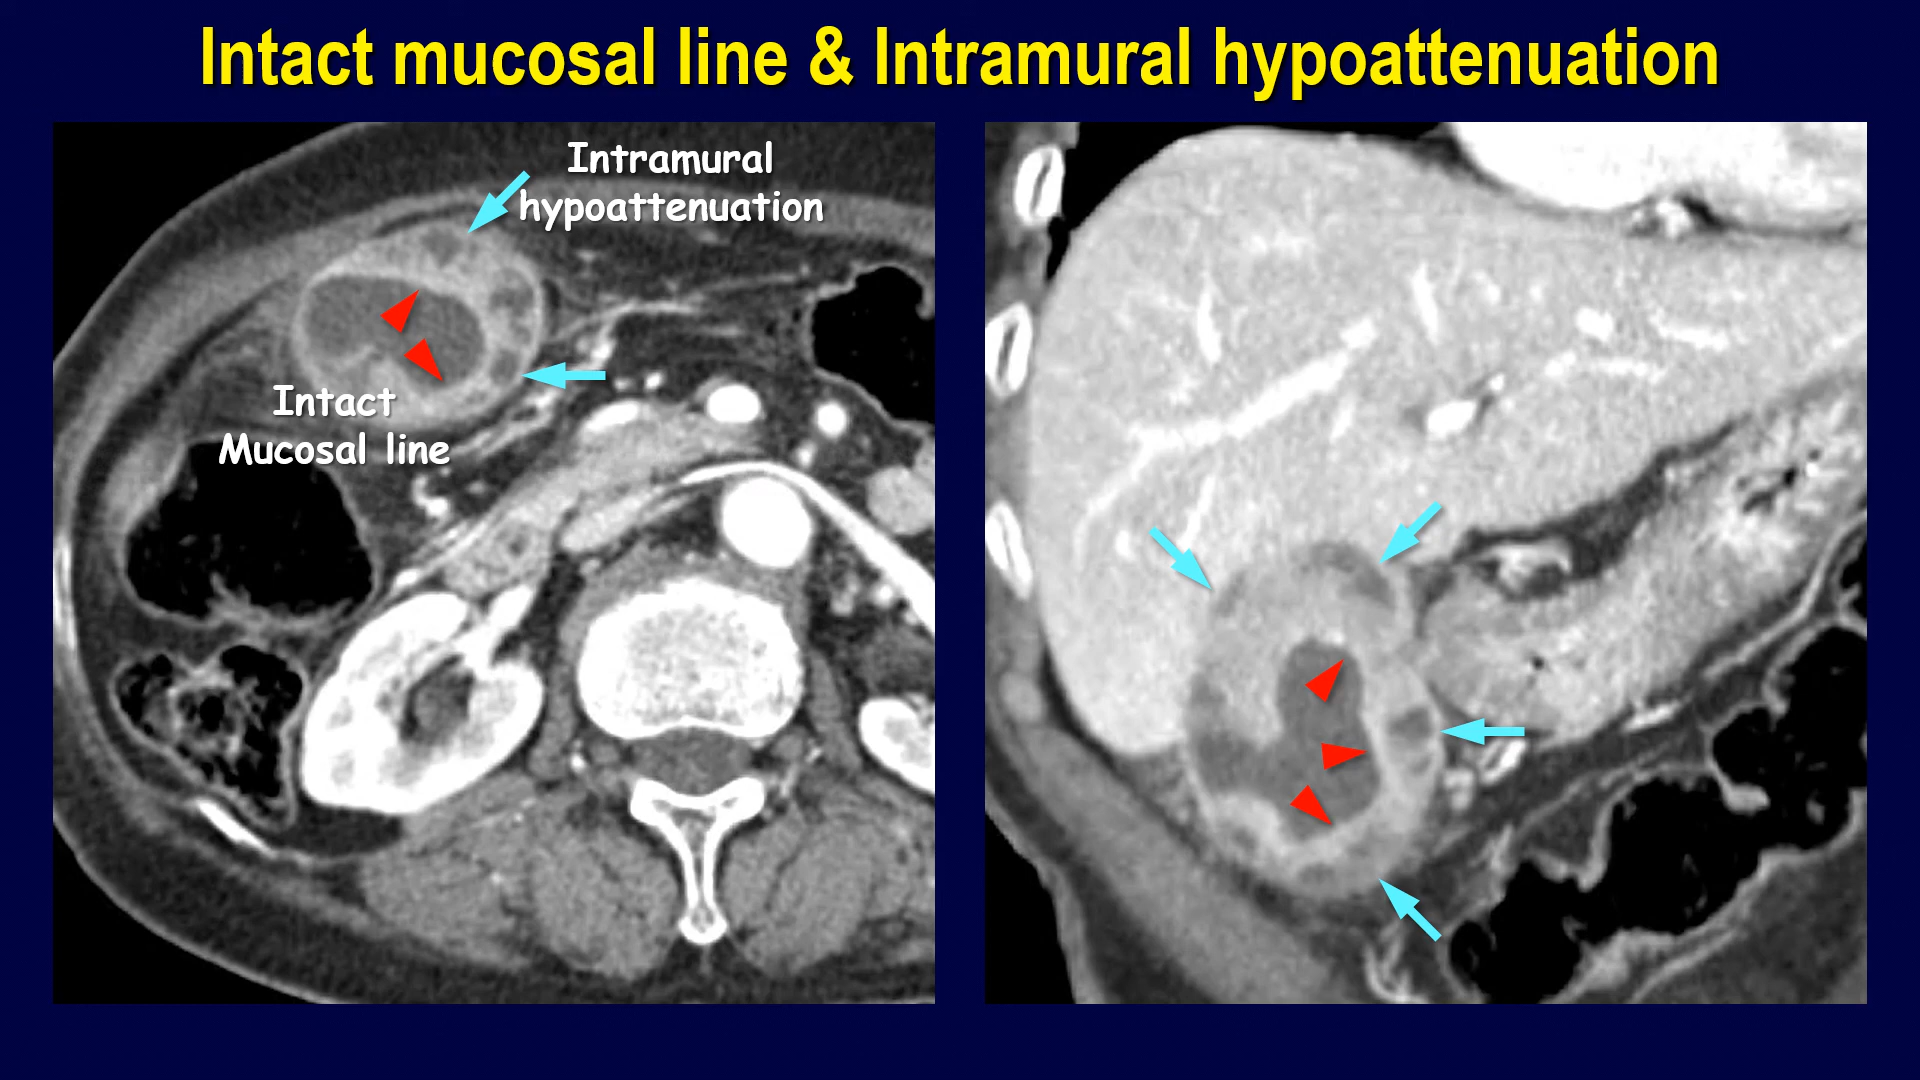 Intact mucosal line & Intramural hypoattenuation
Intramural
hypoattenuation
Intact
Mucosal line